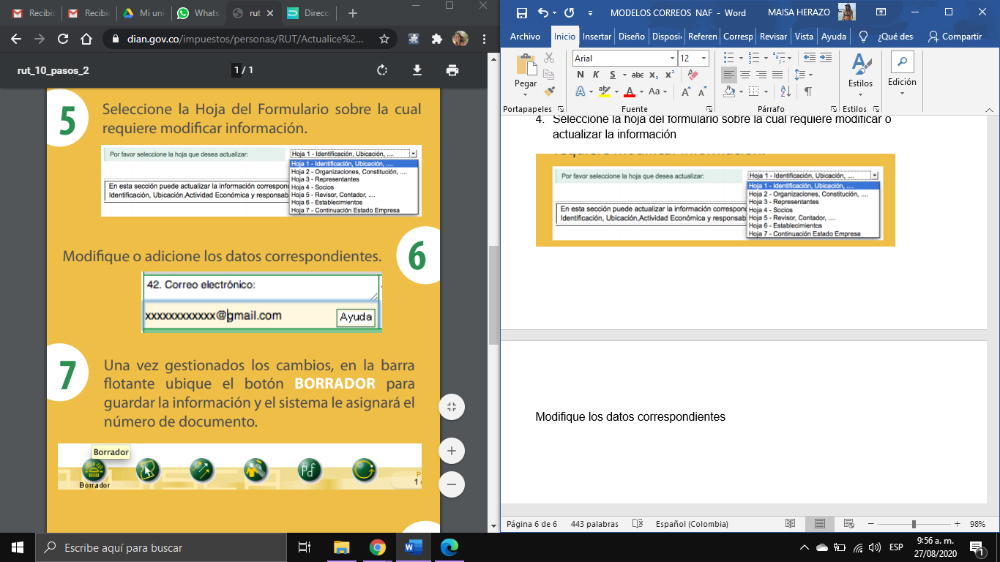 Recibic
Recibic
Mi uni
Whats
rut
Direcc
dian.gov.co/impuestos/personas/RUT/Actualice%2...
rut_10_pasos_2
1 / 1
5
Seleccione la Hoja del Formulario sobre la cual
requiere modificar información.
Por favor seleccione la hoja que desea actualizar:
Hoja 1 - Identificación, Ubicación, ....
Hoja 1 - Identificación, Ubicación, ....
Hoja 2 - Organizaciones, Constitución, ....
Hoja 3 - Representantes
Hoja 4 - Socios
Hoja 5 - Revisor, Contador, ....
Hoja 6 - Establecimientos
Hoja 7 - Continuación Estado Empresa
En esta sección puede actualizar la información correspond
Identificación, Ubicación,Actividad Económica y responsab
Modifique o adicione los datos correspondientes.
6
42. Correo electrónico:
xxxxxxxxxxxx@gmail.com
Ayuda
7
Una vez gestionados los cambios, en la barra
flotante ubique el botón BORRADOR para
guardar la información y el sistema le asignará el
número de documento.
Borrador
Borrador
Pdf
MODELOS CORREOS NAF - Word
MAISA HERAZO
Archivo
Inicio
Insertar
Diseño
Disposi
Referen
Corresp
Revisar
Vista
Ayuda
¿Qué des
Compartir
Pegar
Portapapeles
Arial
12
N K S abc x₂ x²
A ab A Aa A A
Fuente
Párrafo
Estilos
Estilos
Edición
4. Seleccione la hoja del formulario sobre la cual requiere modificar o
actualizar la información
requiere modificar información.
Por favor seleccione la hoja que desea actualizar:
Hoja 1 - Identificación, Ubicación, ....
Hoja 1 - Identificación, Ubicación, ....
Hoja 2 - Organizaciones, Constitución, ....
Hoja 3 - Representantes
Hoja 4 - Socios
Hoja 5 - Revisor, Contador, ....
Hoja 6 - Establecimientos
Hoja 7 - Continuación Estado Empresa
En esta sección puede actualizar la información correspond
Identificación, Ubicación,Actividad Económica y responsab
Modifique los datos correspondientes
Página 6 de 6
443 palabras
Español (Colombia)
98%
Escribe aquí para buscar
ESP
9:56 a. m.
27/08/2020
1